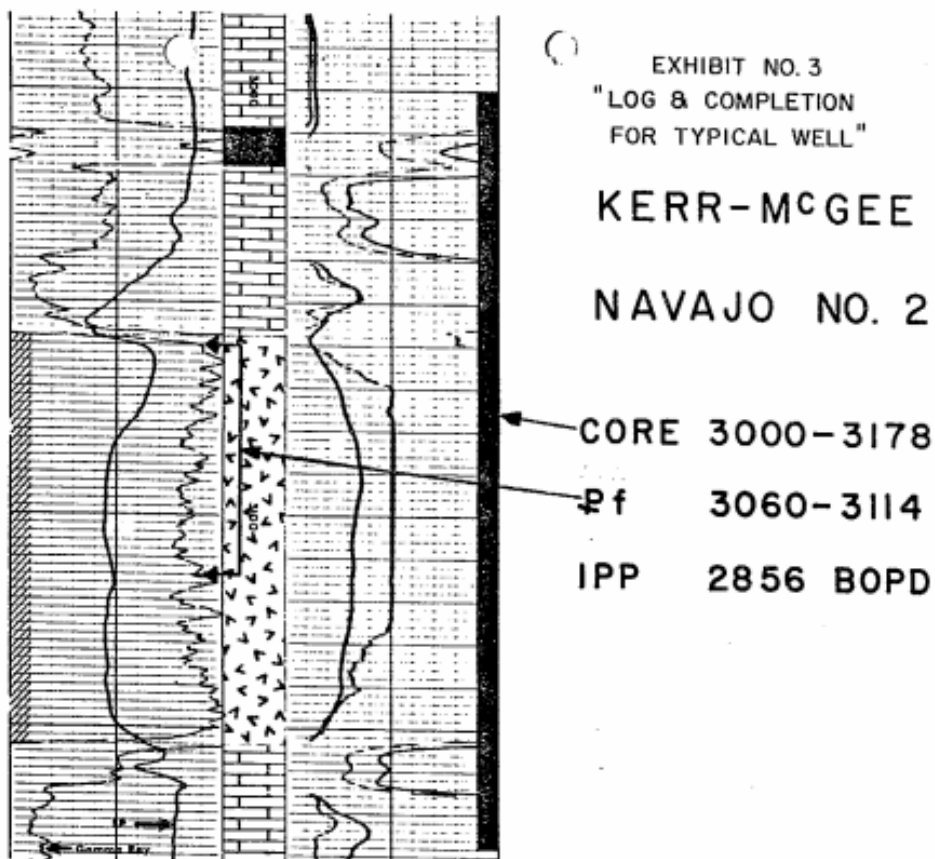 EXHIBIT NO. 3
"LOG & COMPLETION
FOR TYPICAL WELL"
KERR-McGEE
NAVAJO NO. 2
CORE 3000-3178
Pf 3060-3114
IPP 2856 BOPD
Gamma Ray